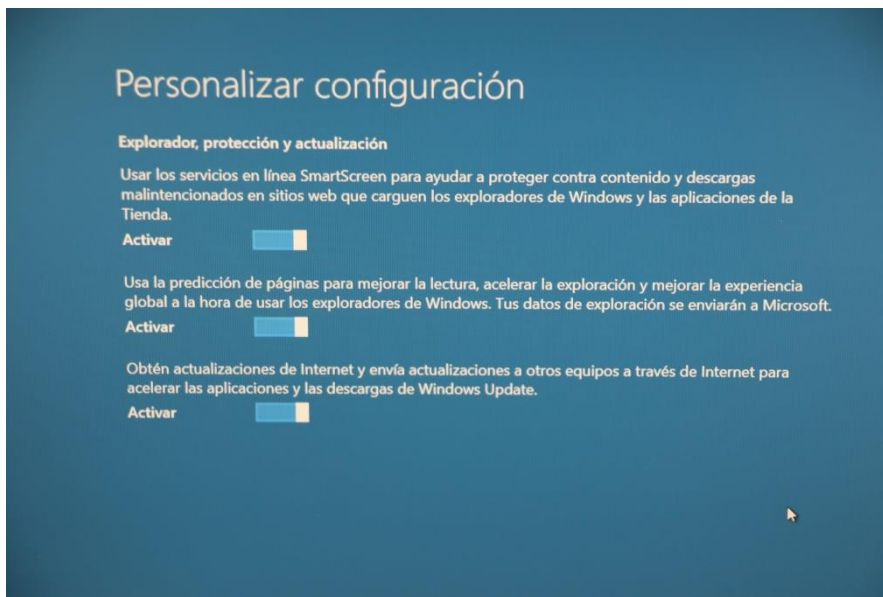 Personalizar configuración
Explorador, protección y actualización
Usar los servicios en línea SmartScreen para ayudar a proteger contra contenido y descargas
malintencionados en sitios web que carguen los exploradores de Windows y las aplicaciones de la
Tienda.
Activar
Usa la predicción de páginas para mejorar la lectura, acelerar la exploración y mejorar la experiencia
global a la hora de usar los exploradores de Windows. Tus datos de exploración se enviarán a Microsoft.
Activar
Obtén actualizaciones de Internet y envía actualizaciones a otros equipos a través de Internet para
acelerar las aplicaciones y las descargas de Windows Update.
Activar